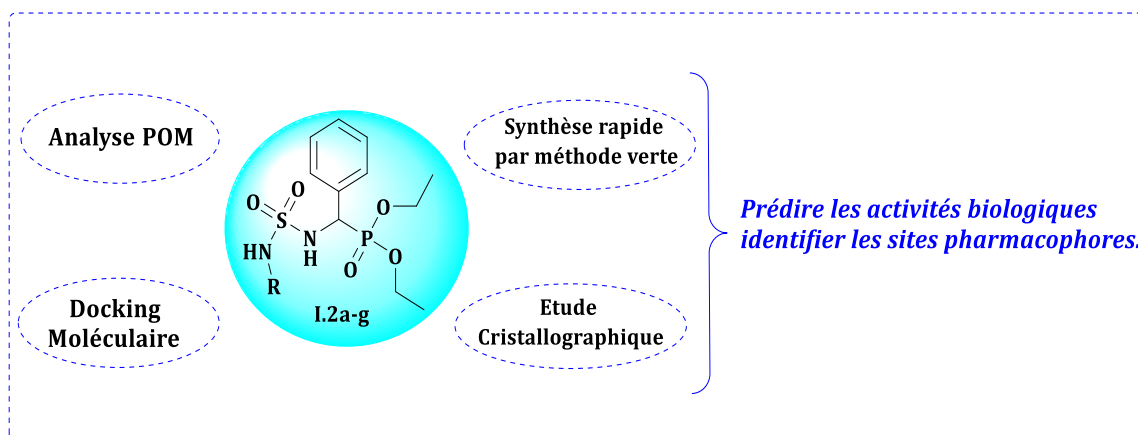 Analyse POM
Synthèse rapide
par méthode verte
O
O
S
HN
R
N
H
P
O
O
O
I.2a-g
Docking
Moléculaire
Etude
Cristallographique
Prédire les activités biologiques
identifier les sites pharmacophores.